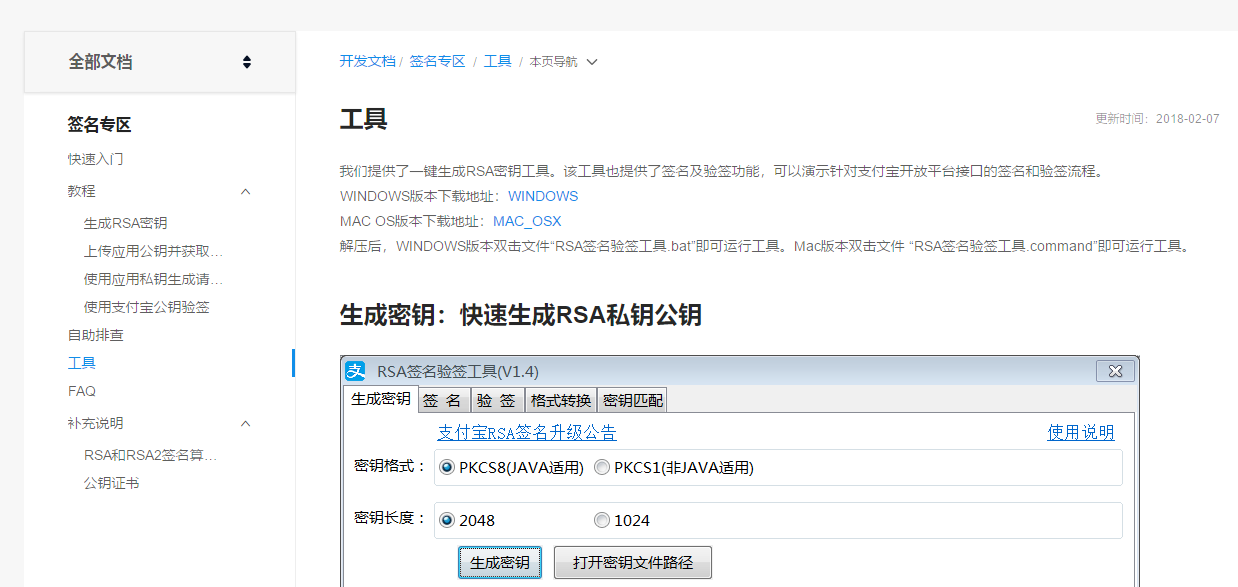 全部文档
签名专区
快速入门
教程
生成RSA密钥
上传应用公钥并获取...
使用应用私钥生成请...
使用支付宝公钥验签
自助排查
工具
FAQ
补充说明
RSA和RSA2签名算...
公钥证书
开发文档 / 签名专区 / 工具 / 本页导航
工具
更新时间：2018-02-07
我们提供了一键生成RSA密钥工具。该工具也提供了签名及验签功能，可以演示针对支付宝开放平台接口的签名和验签流程。
WINDOWS版本下载地址：WINDOWS
MAC OS版本下载地址：MAC_OSX
解压后，WINDOWS版本双击文件“RSA签名验签工具.bat”即可运行工具。Mac版本双击文件 “RSA签名验签工具.command”即可运行工具。
生成密钥：快速生成RSA私钥公钥
支 RSA签名验签工具(V1.4)
生成密钥 签 名 验 签 格式转换 密钥匹配
支付宝RSA签名升级公告 使用说明
密钥格式： PKCS8(JAVA适用) PKCS1(非JAVA适用)
密钥长度： 2048 1024
生成密钥 打开密钥文件路径